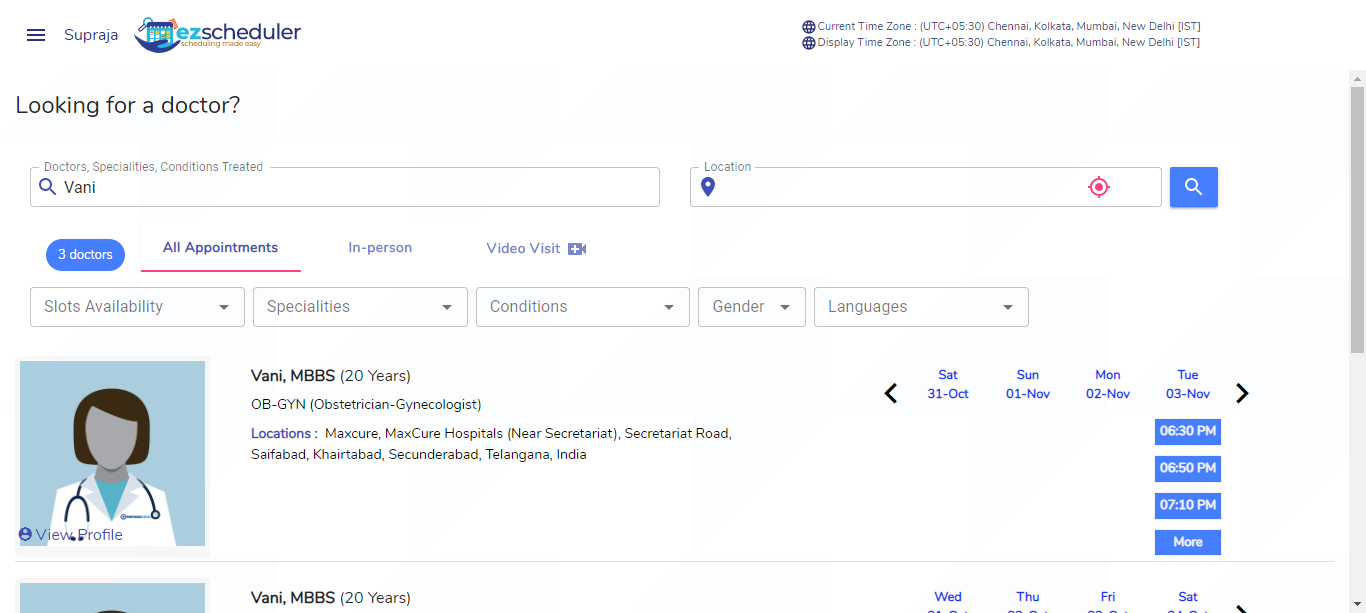 Supraja
ezscheduler
scheduling made easy
Current Time Zone : (UTC+05:30) Chennai, Kolkata, Mumbai, New Delhi [IST]
Display Time Zone : (UTC+05:30) Chennai, Kolkata, Mumbai, New Delhi [IST]
Looking for a doctor?
Doctors, Specialities, Conditions Treated
Vani
Location
3 doctors
All Appointments
In-person
Video Visit
Slots Availability
Specialities
Conditions
Gender
Languages
Vani, MBBS (20 Years)
OB-GYN (Obstetrician-Gynecologist)
Locations : Maxcure, MaxCure Hospitals (Near Secretariat), Secretariat Road,
Saifabad, Khairtabad, Secunderabad, Telangana, India
View Profile
Sat Sun Mon Tue
31-Oct 01-Nov 02-Nov 03-Nov
06:30 PM
06:50 PM
07:10 PM
More
Vani, MBBS (20 Years)
Wed Thu Fri Sat